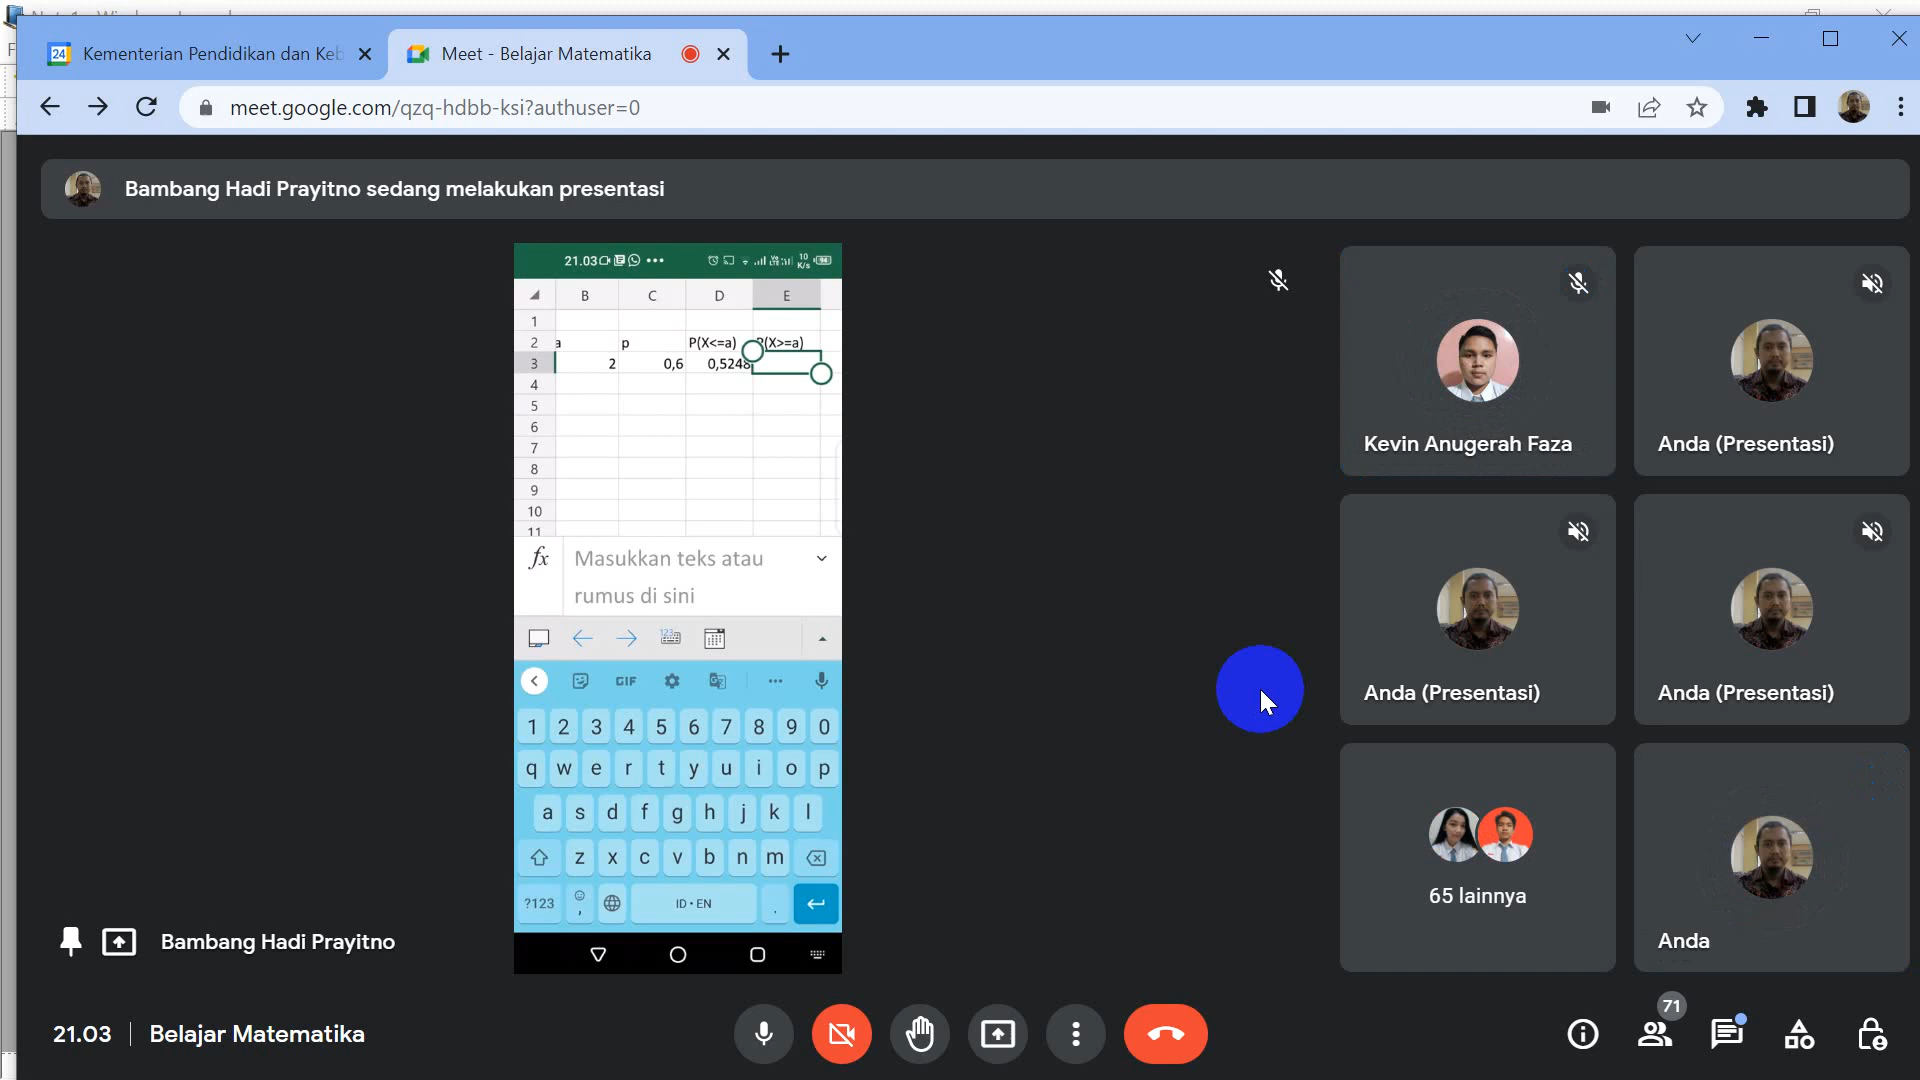 Kementerian Pendidikan dan Keb
Meet - Belajar Matematika
meet.google.com/qzq-hdbb-ksi?authuser=0
Bambang Hadi Prayitno sedang melakukan presentasi
21.03
10
K/s
B C D E
1
2 a p P(X<=a) P(X>=a)
3 2 0,6 0,5248
4
5
6
7
8
9
10
11
fx Masukkan teks atau
rumus di sini
123
GIF
1 2 3 4 5 6 7 8 9 0
q w e r t y u i o p
a s d f g h j k l
z x c v b n m
?123 , ID • EN .
Kevin Anugerah Faza
Anda (Presentasi)
Anda (Presentasi)
Anda (Presentasi)
65 lainnya
Anda
Bambang Hadi Prayitno
21.03 | Belajar Matematika
71